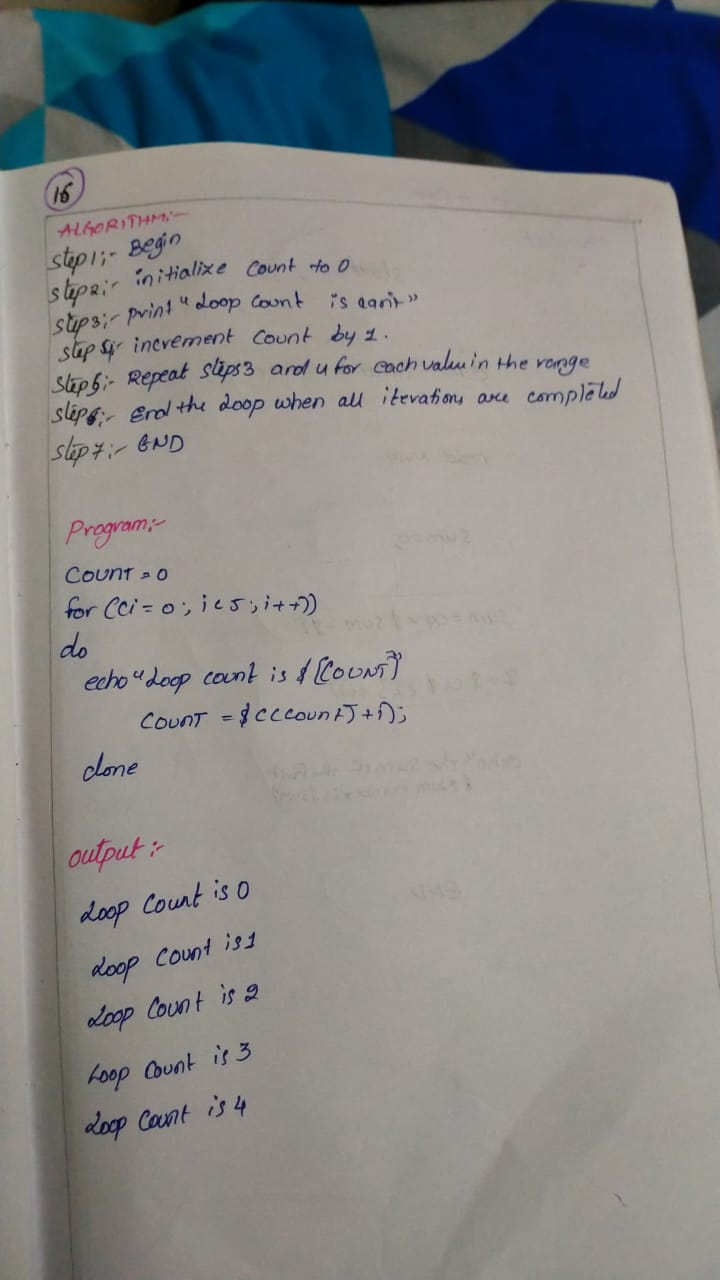 16
ALGORITHM:-
Step1:- Begin
Step2:- initialize Count to 0
Step3:- print "Loop Count is
Step4:- increment Count by 1.
Step5:- Repeat Steps3 and 4 for each value in the range
Step6:- End the Loop when all iterations are completed
Step7:- END
Program:-
COUNT=0
for ((i=0; i<5; i++))
do
echo "Loop count is ${COUNT}"
COUNT = $(((count)+1);
done
output:-
Loop Count is 0
Loop Count is 1
Loop Count is 2
Loop Count is 3
Loop Count is 4